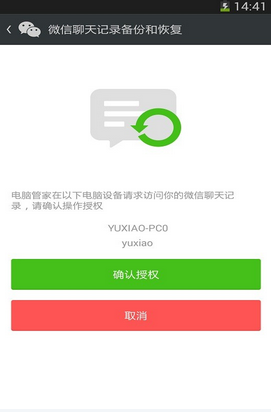 14:41
微信聊天记录备份和恢复
电脑管家在以下电脑设备请求访问你的微信聊天记
录，请确认操作授权
YUXIAO-PC0
yuxiao
确认授权
取消